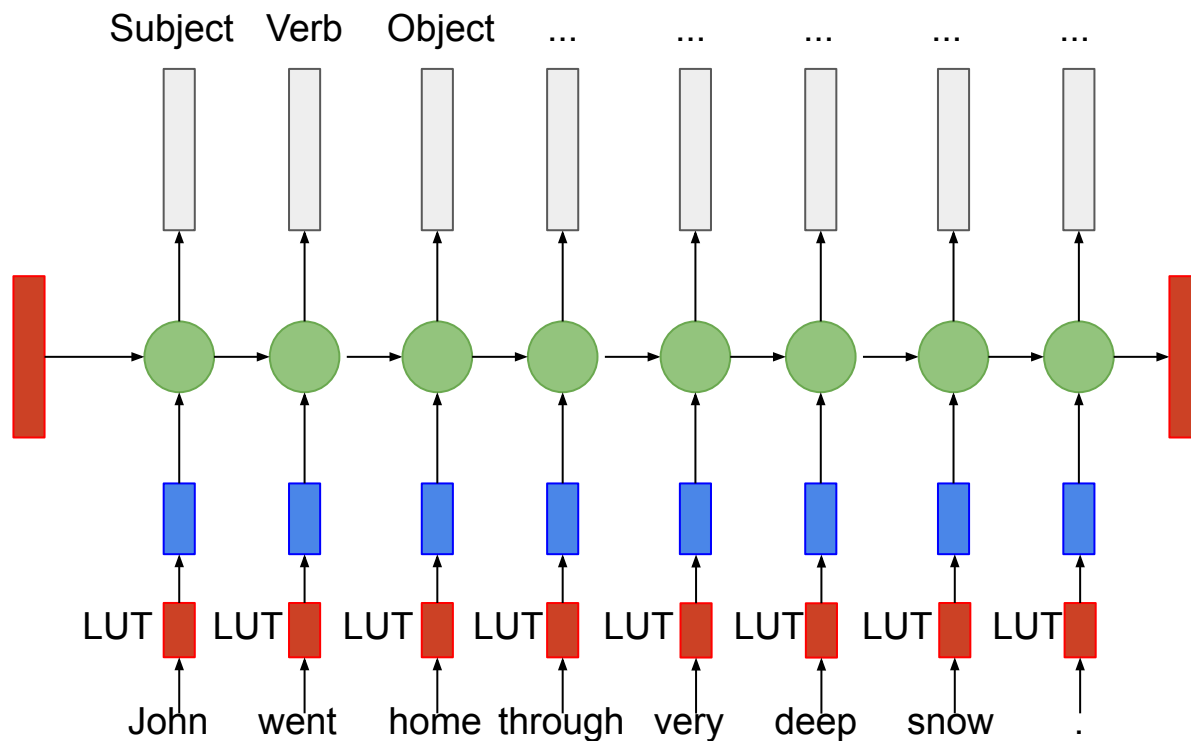 Subject Verb Object ... ... ... ... ...
LUT LUT LUT LUT LUT LUT LUT LUT
John went home through very deep snow .